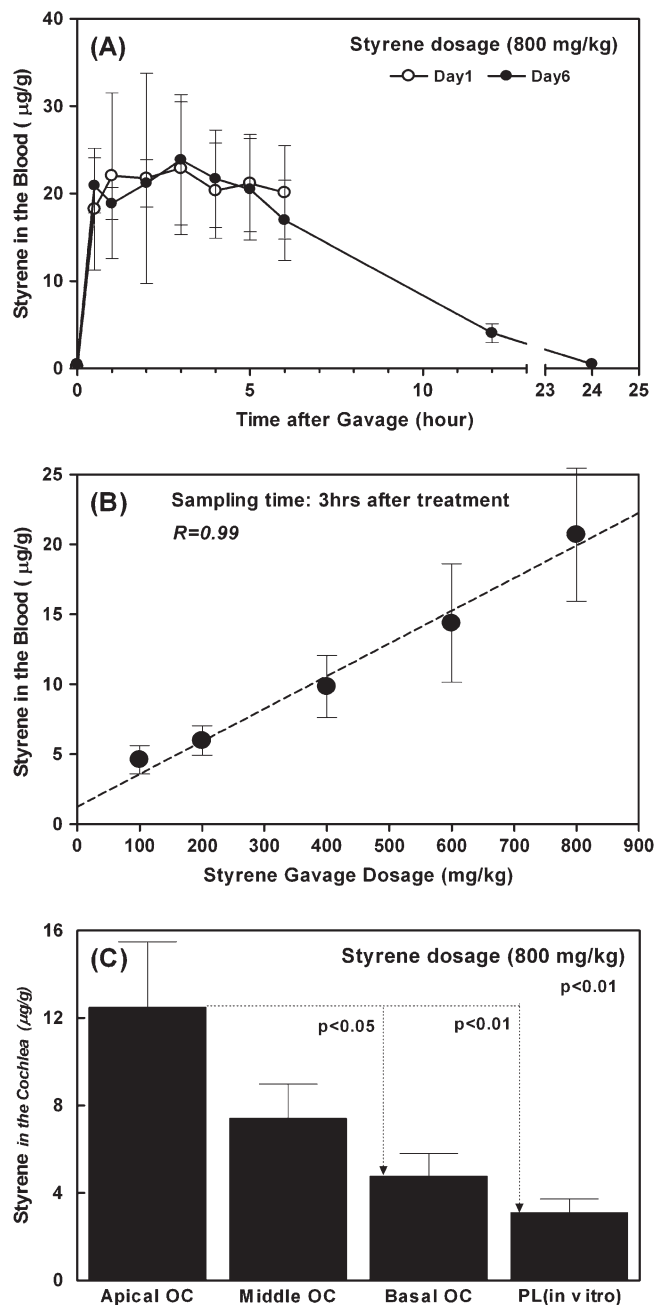 (A)
Styrene dosage (800 mg/kg)
Day1 Day6
Styrene in the Blood ( μg/g)
40
30
20
10
0
0 5 10 23 24 25
Time after Gavage (hour)
(B)
Sampling time: 3hrs after treatment
R=0.99
Styrene in the Blood ( μg/g)
25
20
15
10
5
0
0 100 200 300 400 500 600 700 800 900
Styrene Gavage Dosage (mg/kg)
(C)
Styrene dosage (800 mg/kg)
p<0.01
p<0.05 p<0.01
Styrene in the Cochlea (μg/g)
16
12
8
4
0
Apical OC Middle OC Basal OC PL(in vitro)